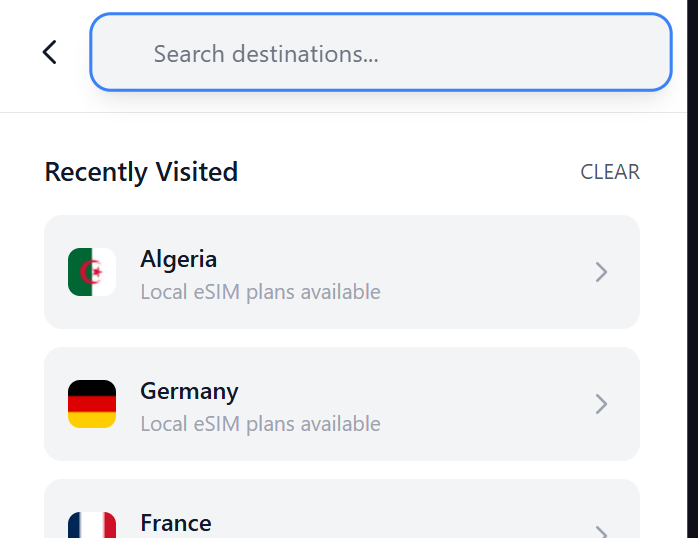 Search destinations...
Recently Visited
CLEAR
Algeria
Local eSIM plans available
Germany
Local eSIM plans available
France